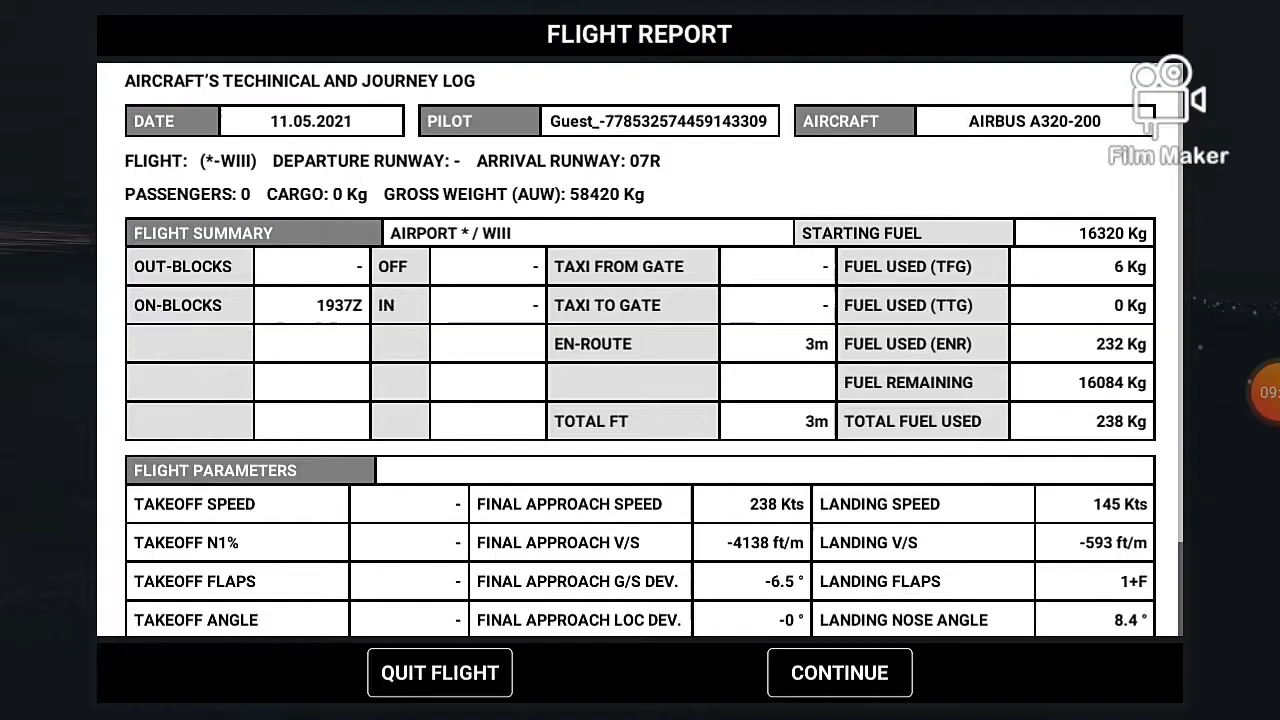 FLIGHT REPORT
AIRCRAFT'S TECHINICAL AND JOURNEY LOG
DATE 11.05.2021 PILOT Guest_-778532574459143309 AIRCRAFT AIRBUS A320-200
Film Maker
FLIGHT: (*-WIII) DEPARTURE RUNWAY: - ARRIVAL RUNWAY: 07R
PASSENGERS: 0 CARGO: 0 Kg GROSS WEIGHT (AUW): 58420 Kg
FLIGHT SUMMARY AIRPORT * / WIII STARTING FUEL 16320 Kg
OUT-BLOCKS - OFF - TAXI FROM GATE - FUEL USED (TFG) 6 Kg
ON-BLOCKS 1937Z IN - TAXI TO GATE - FUEL USED (TTG) 0 Kg
EN-ROUTE 3m FUEL USED (ENR) 232 Kg
FUEL REMAINING 16084 Kg
09:
TOTAL FT 3m TOTAL FUEL USED 238 Kg
FLIGHT PARAMETERS
TAKEOFF SPEED - FINAL APPROACH SPEED 238 Kts LANDING SPEED 145 Kts
TAKEOFF N1% - FINAL APPROACH V/S -4138 ft/m LANDING V/S -593 ft/m
TAKEOFF FLAPS - FINAL APPROACH G/S DEV. -6.5 ° LANDING FLAPS 1+F
TAKEOFF ANGLE - FINAL APPROACH LOC DEV. -0 ° LANDING NOSE ANGLE 8.4 °
QUIT FLIGHT CONTINUE